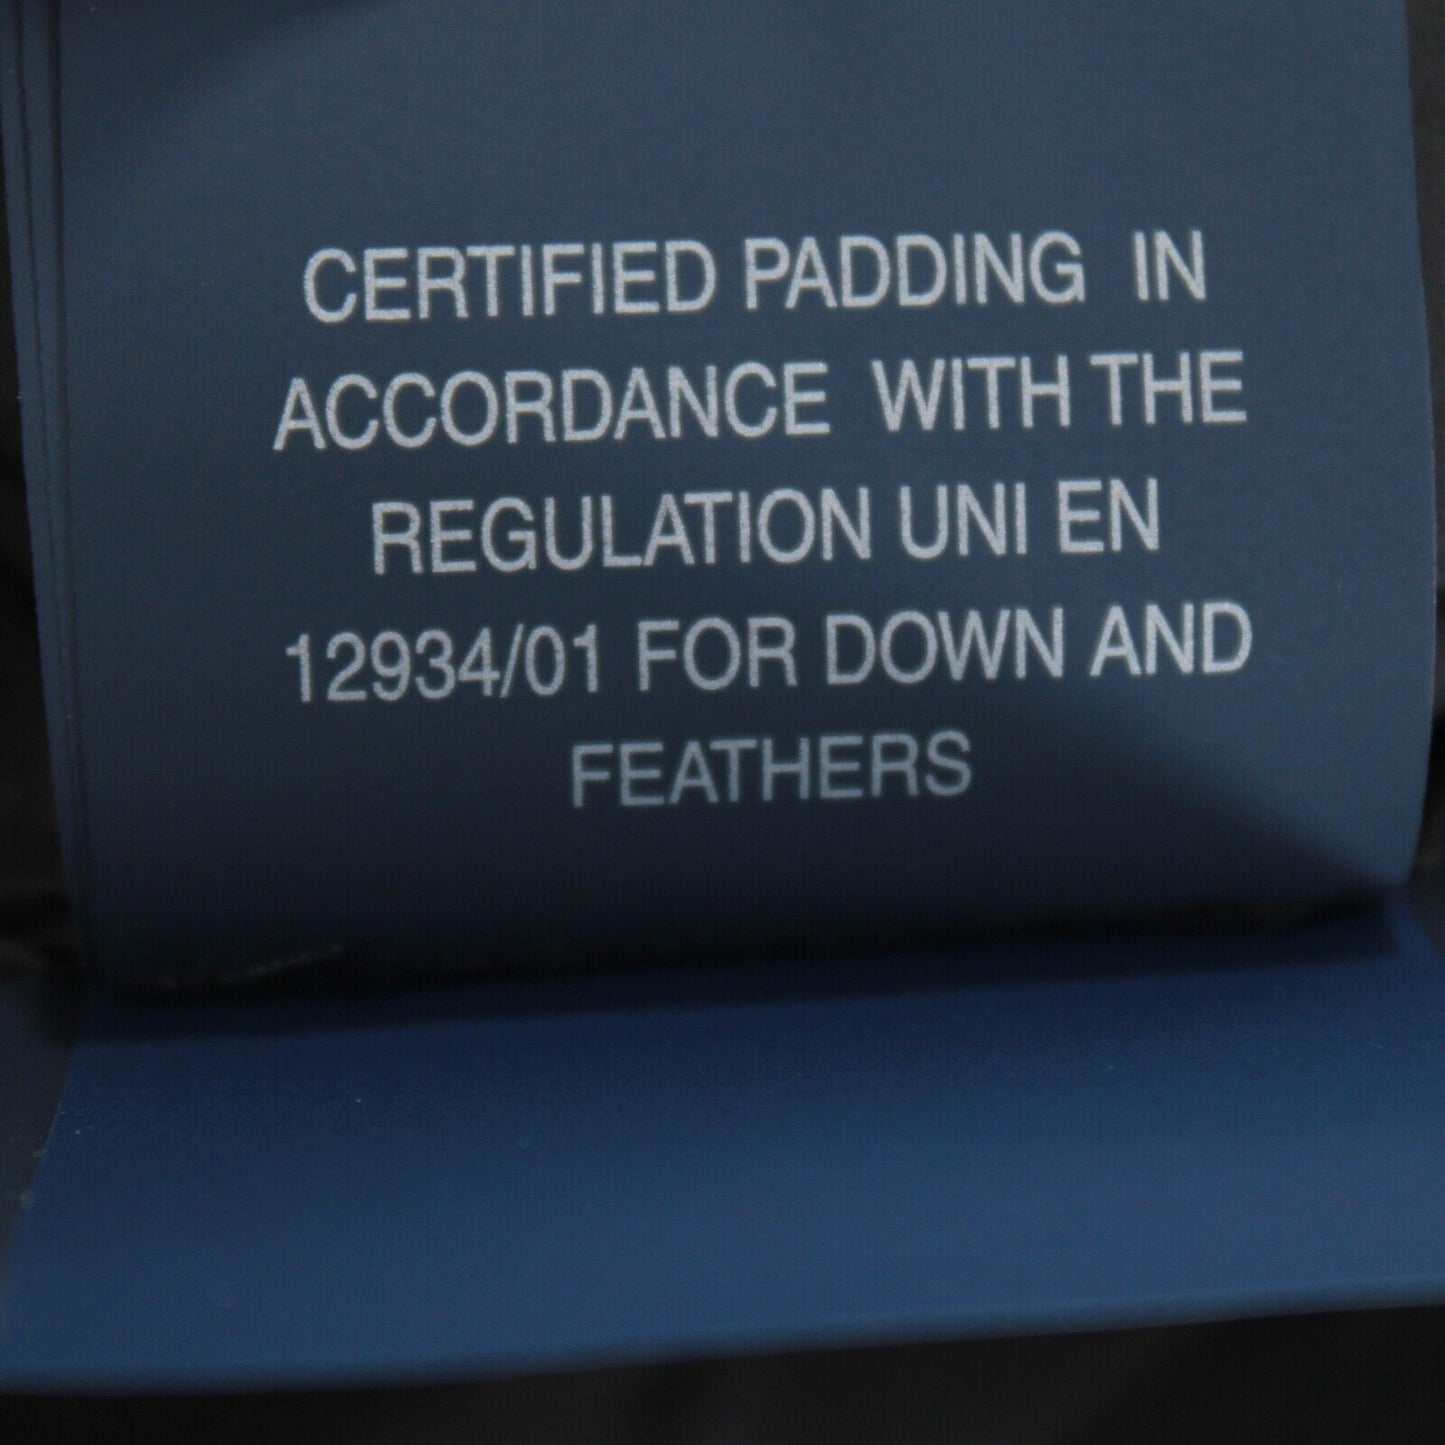 CERTIFIED PADDING IN
ACCORDANCE WITH THE
REGULATION UNI EN
12934/01 FOR DOWN AND
FEATHERS